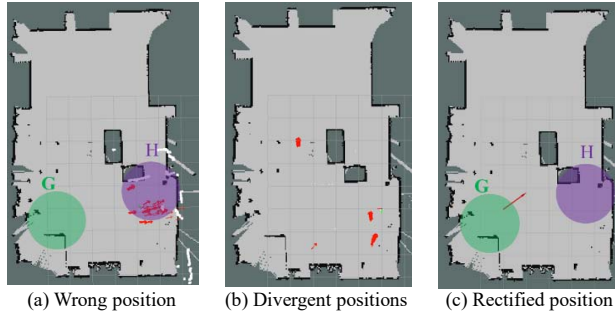 G
H
G
H
(a) Wrong position
(b) Divergent positions
(c) Rectified position